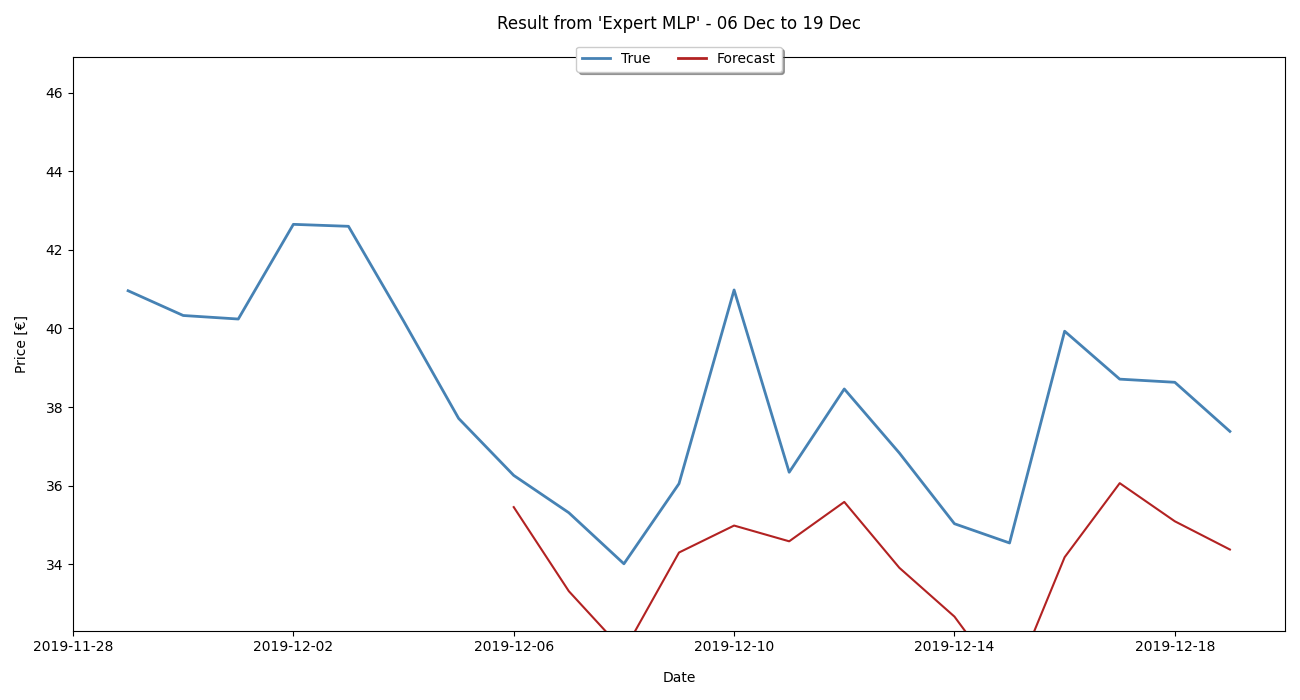 Result from 'Expert MLP' - 06 Dec to 19 Dec
True Forecast
46
44
42
40
38
36
34
Price [€]
2019-11-28 2019-12-02 2019-12-06 2019-12-10 2019-12-14 2019-12-18
Date